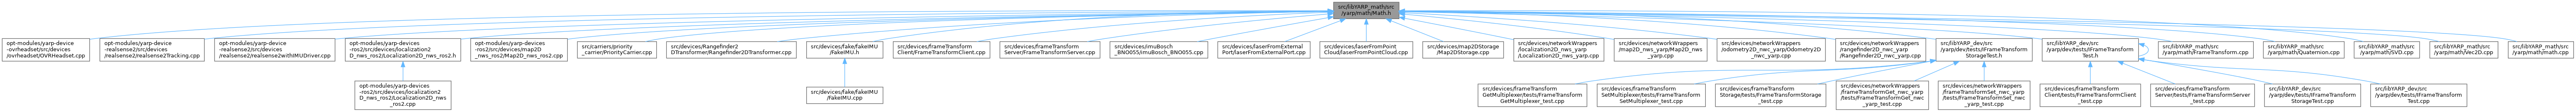 src/libYARP_math/src
/yarp/math/Math.h
opt-modules/yarp-device
-ovrheadset/src/devices
/ovrheadset/OVRHeadset.cpp
opt-modules/yarp-device
-realsense2/src/devices
/realsense2/realsense2Tracking.cpp
opt-modules/yarp-device
-realsense2/src/devices
/realsense2/realsense2withIMUDriver.cpp
opt-modules/yarp-devices
-ros2/src/devices/localization2
D_nws_ros2/Localization2D_nws_ros2.h
opt-modules/yarp-devices
-ros2/src/devices/map2D
_nws_ros2/Map2D_nws_ros2.cpp
src/carriers/priority
_carrier/PriorityCarrier.cpp
src/devices/Rangefinder2
DTransformer/Rangefinder2DTransformer.cpp
src/devices/fake/fakeIMU
/FakeIMU.h
src/devices/frameTransform
Client/FrameTransformClient.cpp
src/devices/frameTransform
Server/FrameTransformServer.cpp
src/devices/imuBosch
_BNO055/imuBosch_BNO055.cpp
src/devices/laserFromExternal
Port/laserFromExternalPort.cpp
src/devices/laserFromPoint
Cloud/laserFromPointCloud.cpp
src/devices/map2DStorage
/Map2DStorage.cpp
src/devices/networkWrappers
/localization2D_nws_yarp
/Localization2D_nws_yarp.cpp
src/devices/networkWrappers
/map2D_nws_yarp/Map2D_nws
_yarp.cpp
src/devices/networkWrappers
/odometry2D_nwc_yarp/Odometry2D
_nwc_yarp.cpp
src/devices/networkWrappers
/rangefinder2D_nwc_yarp
/Rangefinder2D_nwc_yarp.cpp
src/libYARP_dev/src
/yarp/dev/tests/IFrameTransform
StorageTest.h
src/libYARP_dev/src
/yarp/dev/tests/IFrameTransform
Test.h
src/libYARP_math/src
/yarp/math/FrameTransform.cpp
src/libYARP_math/src
/yarp/math/Quaternion.cpp
src/libYARP_math/src
/yarp/math/SVD.cpp
src/libYARP_math/src
/yarp/math/Vec2D.cpp
src/libYARP_math/src
/yarp/math/math.cpp
opt-modules/yarp-devices
-ros2/src/devices/localization2
D_nws_ros2/Localization2D_nws
_ros2.cpp
src/devices/fake/fakeIMU
/FakeIMU.cpp
src/devices/frameTransform
GetMultiplexer/tests/FrameTransform
GetMultiplexer_test.cpp
src/devices/frameTransform
SetMultiplexer/tests/FrameTransform
SetMultiplexer_test.cpp
src/devices/frameTransform
Storage/tests/FrameTransformStorage
_test.cpp
src/devices/networkWrappers
/frameTransformGet_nwc_yarp
/tests/FrameTransformGet_nwc
_yarp_test.cpp
src/devices/networkWrappers
/frameTransformSet_nwc_yarp
/tests/FrameTransformSet_nwc
_yarp_test.cpp
src/devices/frameTransform
Client/tests/FrameTransformClient
_test.cpp
src/devices/frameTransform
Server/tests/FrameTransformServer
_test.cpp
src/libYARP_dev/src
/yarp/dev/tests/IFrameTransform
StorageTest.cpp
src/libYARP_dev/src
/yarp/dev/tests/IFrameTransform
Test.cpp